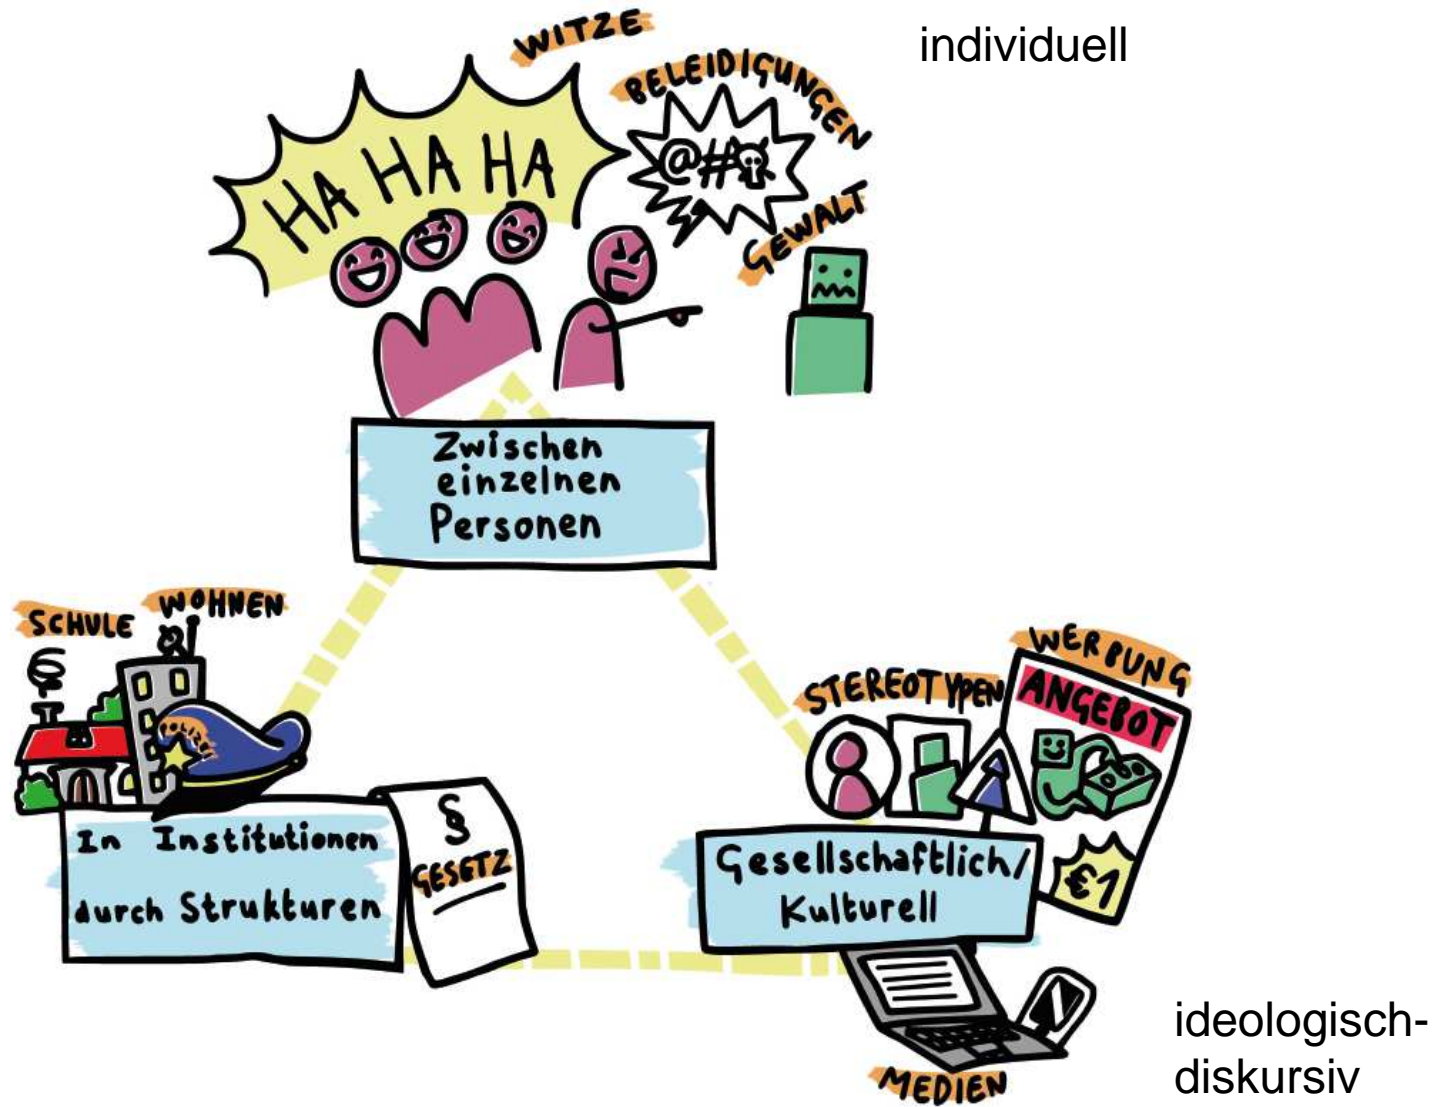 individuell
WITZE
BELEIDIGUNGEN
HA HA HA
@#
GEWALT
Zwischen
einzelnen
Personen
SCHULE
WOHNEN
POLIZEI
In Institutionen
durch Strukturen
§
GESETZ
STEREOTYPEN
WERBUNG
ANGEBOT
€1
Gesellschaftlich/
Kulturell
MEDIEN
ideologisch-
diskursiv